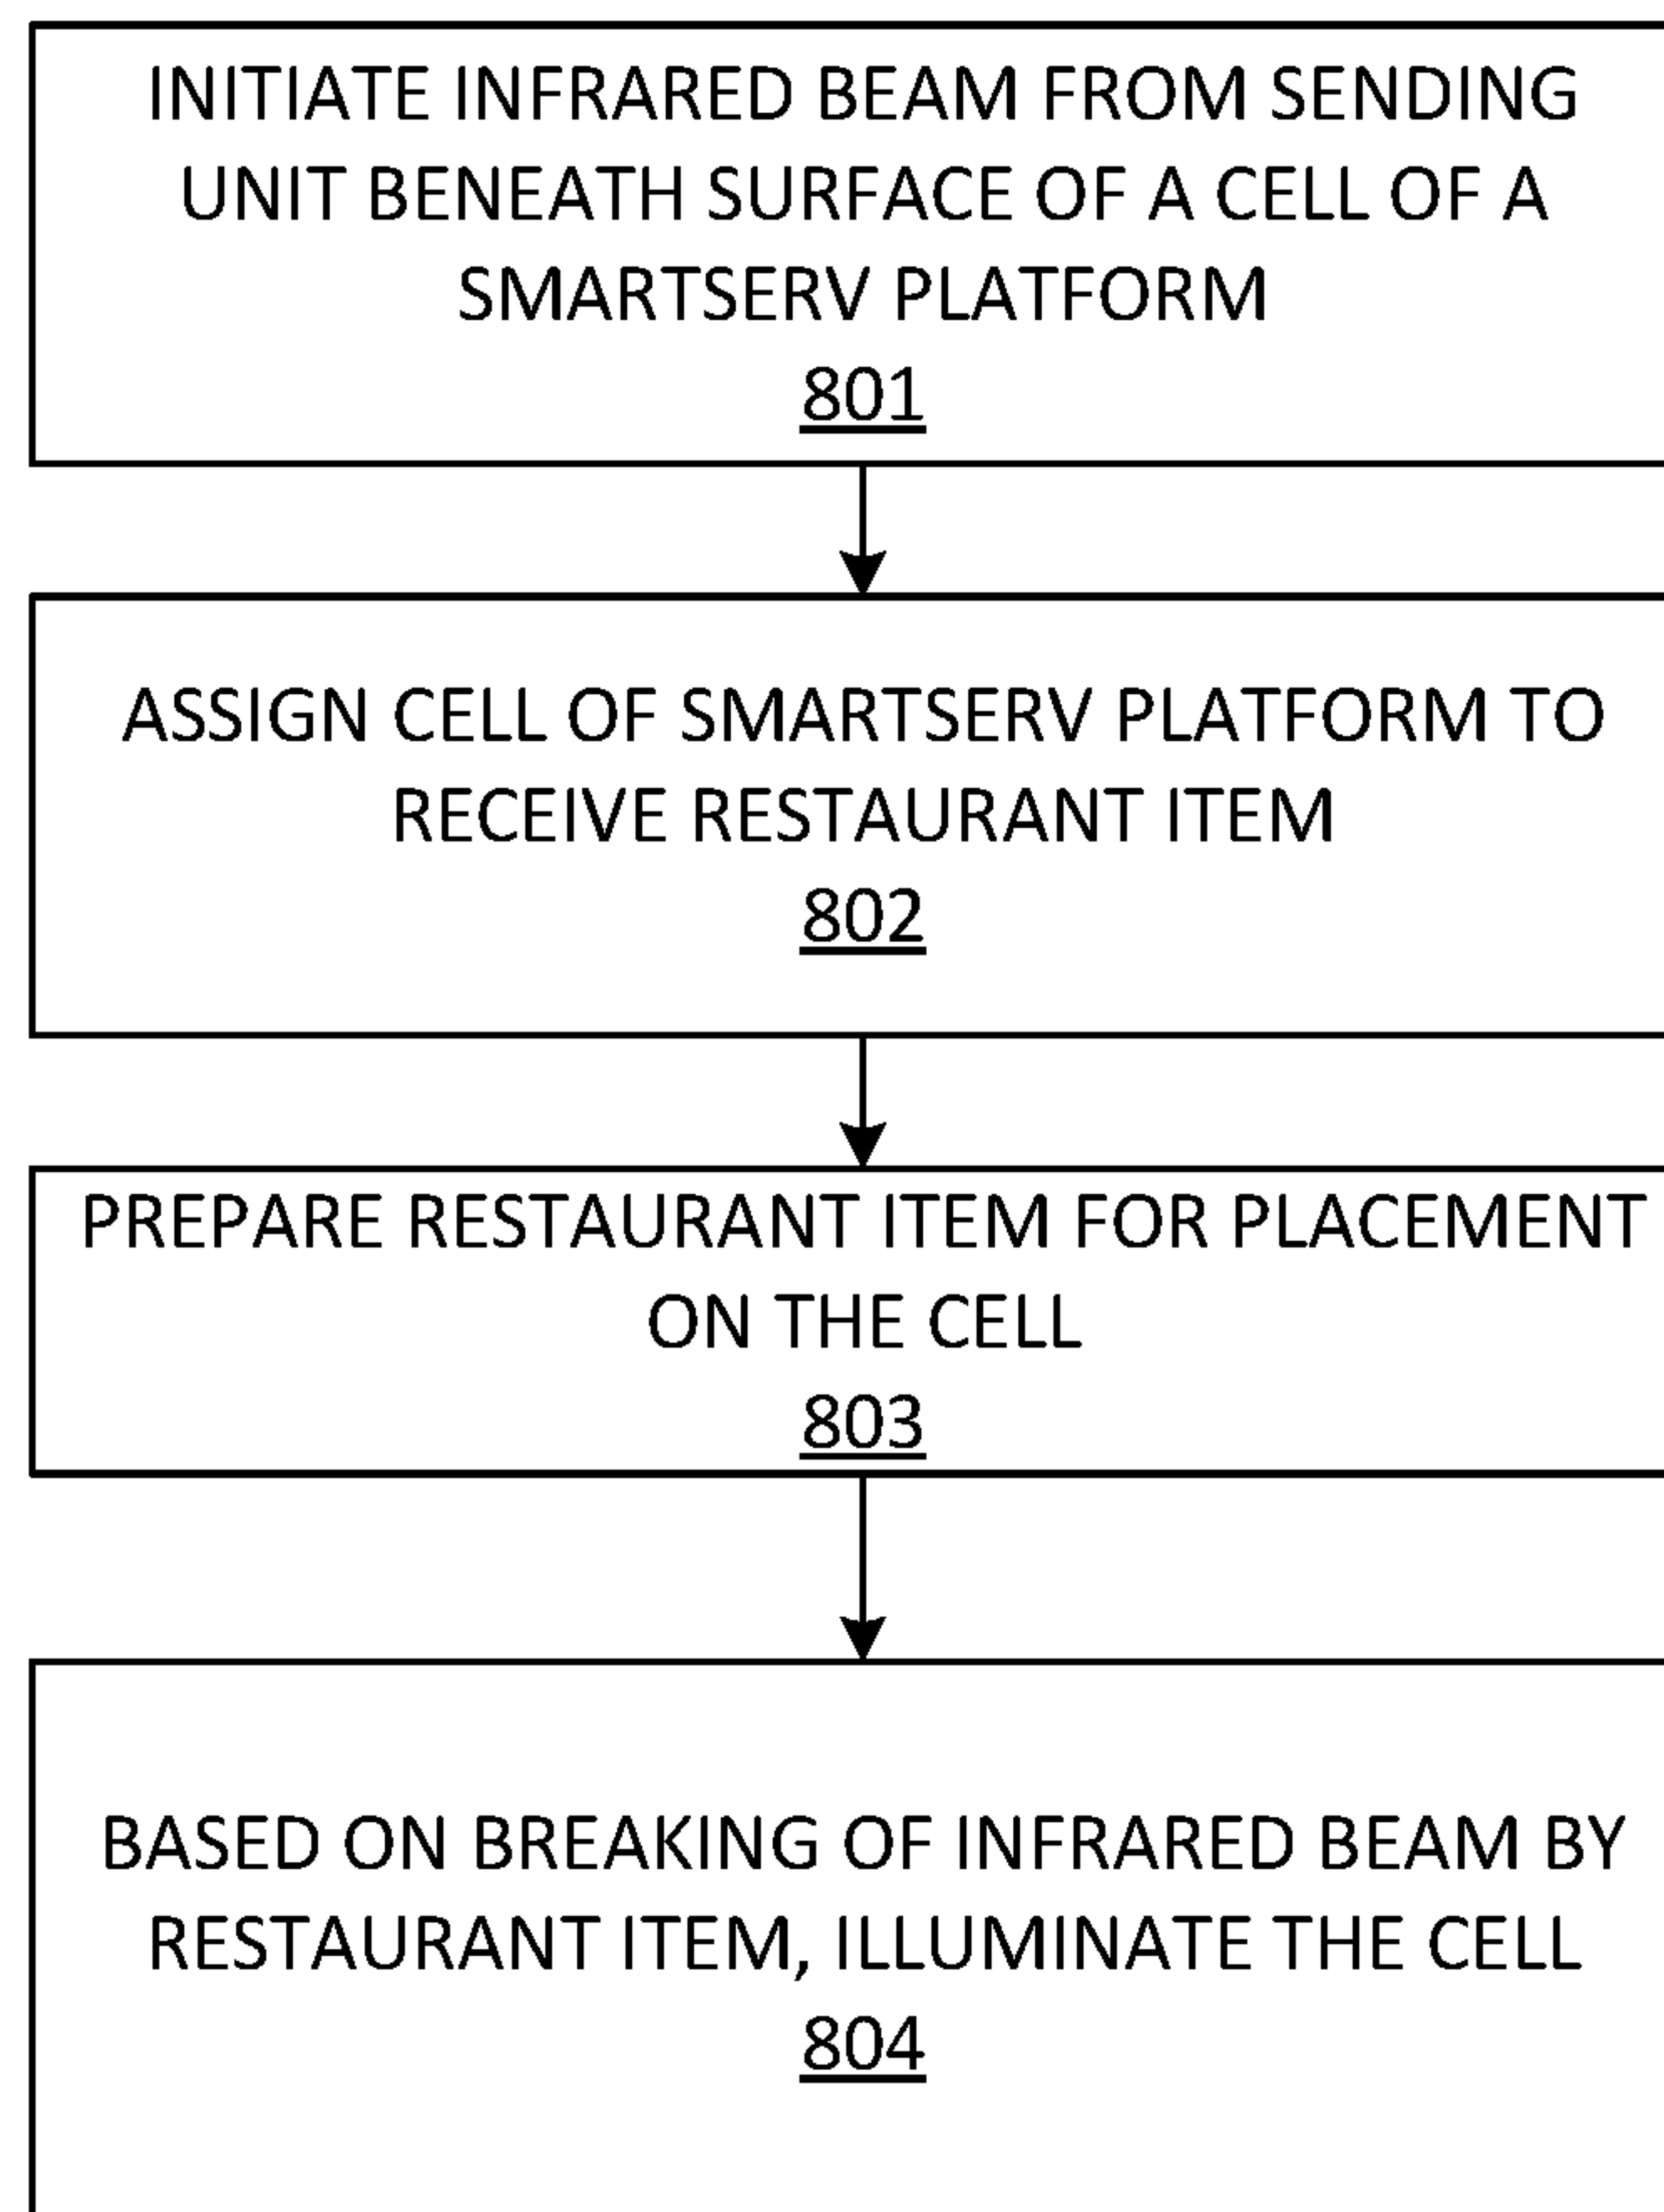 INITIATE INFRARED BEAM FROM SENDING
UNIT BENEATH SURFACE OF A CELL OF A
SMARTSERV PLATFORM
801
ASSIGN CELL OF SMARTSERV PLATFORM TO
RECEIVE RESTAURANT ITEM
802
PREPARE RESTAURANT ITEM FOR PLACEMENT
ON THE CELL
803
BASED ON BREAKING OF INFRARED BEAM BY
RESTAURANT ITEM, ILLUMINATE THE CELL
804